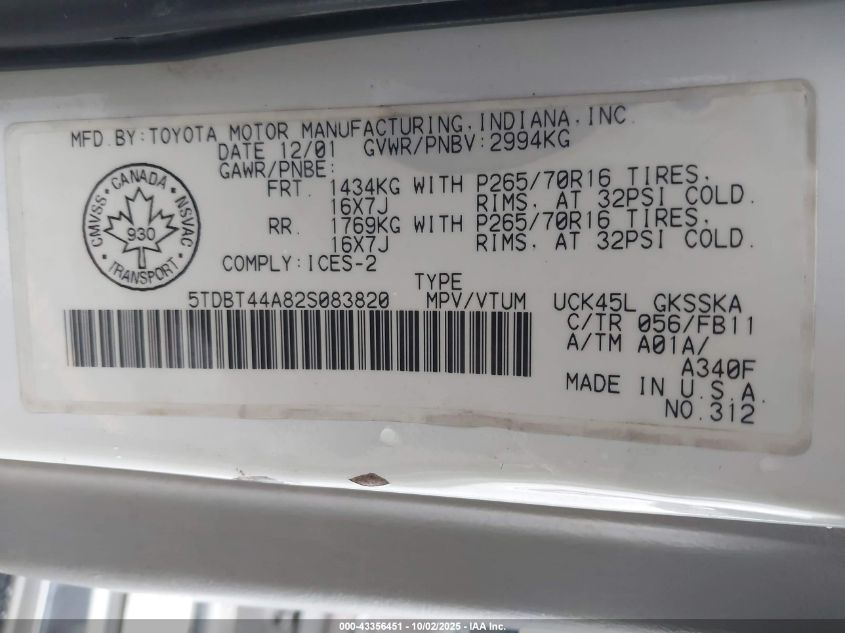 MFD.BY:TOYOTA MOTOR MANUFACTURING,INDIANA,INC.
DATE 12/01 GVWR/PNBV:2994KG
GAWR/PNBE:
FRT. 1434KG WITH P265/70R16 TIRES,
16X7J RIMS, AT 32PSI COLD.
RR. 1769KG WITH P265/70R16 TIRES,
16X7J RIMS, AT 32PSI COLD.
COMPLY:ICES-2
CANADA
CMVSS NSVAC
930
TRANSPORT
TYPE
5TDBT44A82S083820 MPV/VTUM UCK45L GKSSKA
C/TR 056/FB11
A/TM A01A/
A340F
MADE IN U.S.A.
NO.312
000-43356451 - 10/02/2025 - IAA Inc.